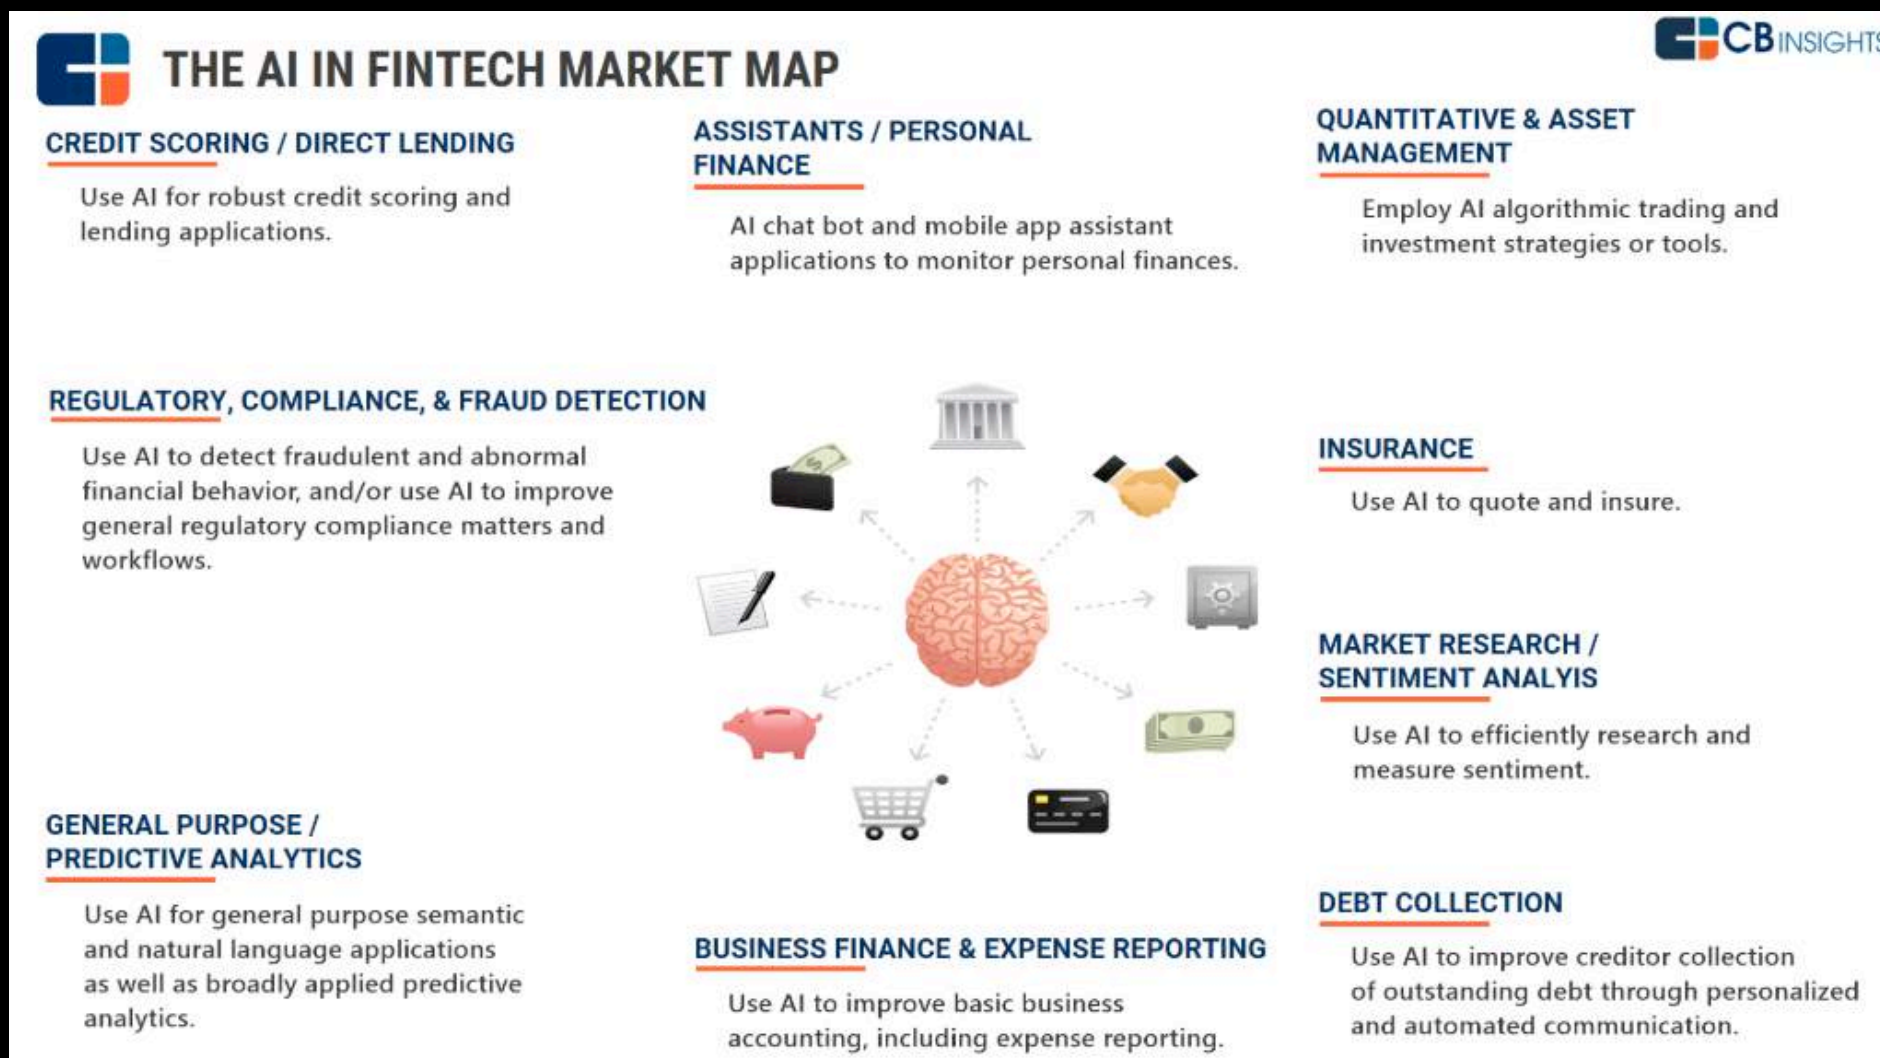 THE AI IN FINTECH MARKET MAP
CB INSIGHTS
CREDIT SCORING / DIRECT LENDING
Use AI for robust credit scoring and
lending applications.
ASSISTANTS / PERSONAL
FINANCE
AI chat bot and mobile app assistant
applications to monitor personal finances.
QUANTITATIVE & ASSET
MANAGEMENT
Employ AI algorithmic trading and
investment strategies or tools.
REGULATORY, COMPLIANCE, & FRAUD DETECTION
Use AI to detect fraudulent and abnormal
financial behavior, and/or use AI to improve
general regulatory compliance matters and
workflows.
INSURANCE
Use AI to quote and insure.
MARKET RESEARCH /
SENTIMENT ANALYIS
Use AI to efficiently research and
measure sentiment.
GENERAL PURPOSE /
PREDICTIVE ANALYTICS
Use AI for general purpose semantic
and natural language applications
as well as broadly applied predictive
analytics.
BUSINESS FINANCE & EXPENSE REPORTING
Use AI to improve basic business
accounting, including expense reporting.
DEBT COLLECTION
Use AI to improve creditor collection
of outstanding debt through personalized
and automated communication.